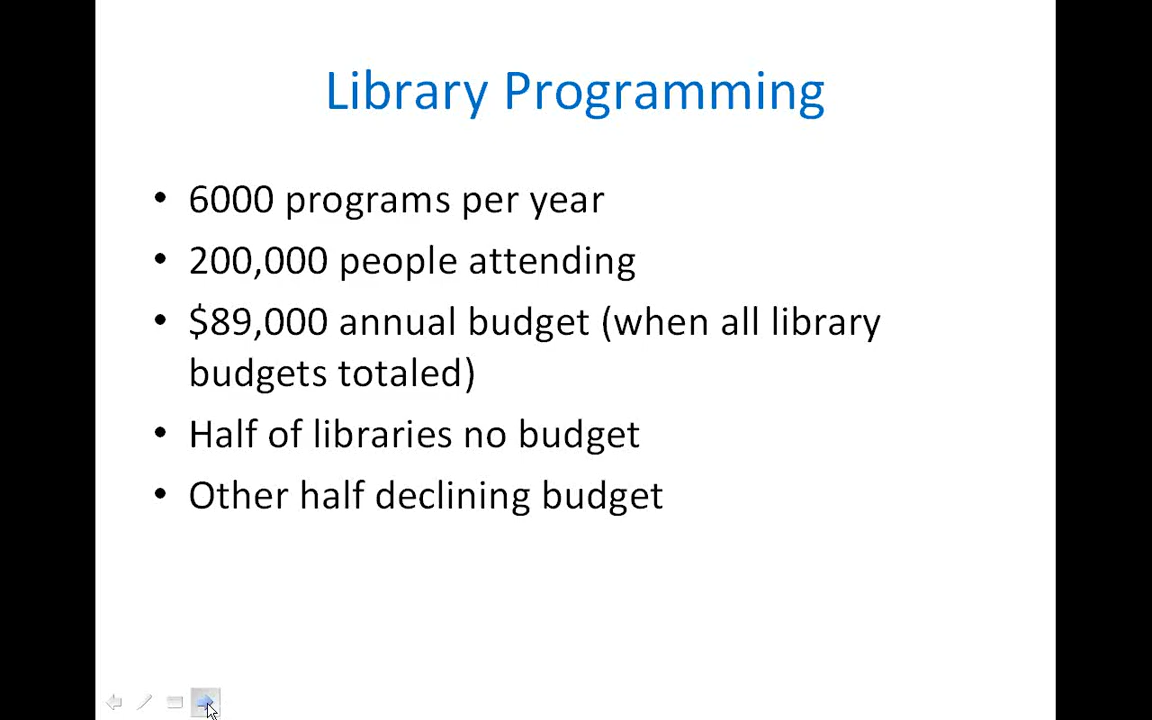 Library Programming
• 6000 programs per year
• 200,000 people attending
• $89,000 annual budget (when all library
budgets totaled)
• Half of libraries no budget
• Other half declining budget